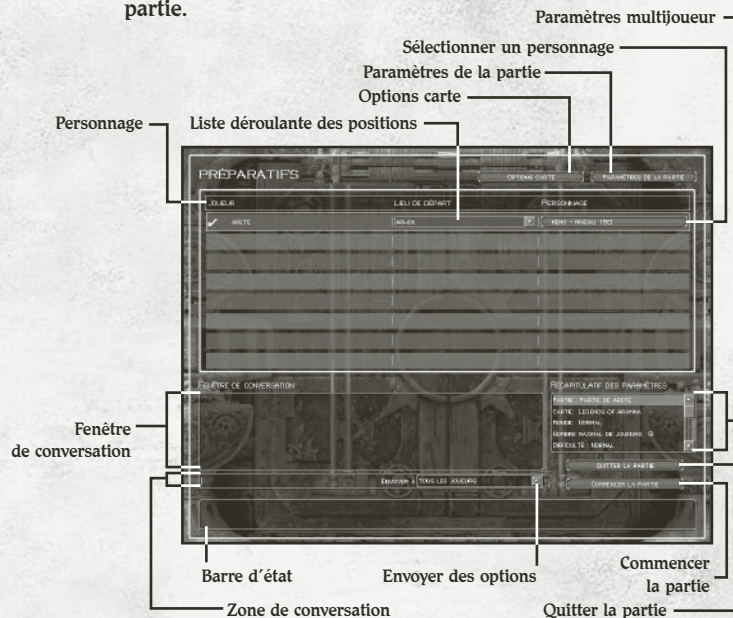 partie.
Paramètres multijoueur
Sélectionner un personnage
Paramètres de la partie
Options carte
Personnage
Liste déroulante des positions
PRÉPARATIFS
OPTIONS CARTE
PARAMÈTRES DE LA PARTIE
JOUEUR
LIEU DE DÉPART
PERSONNAGE
ARETE
FENÊTRE DE CONVERSATION
RÉCAPITULATIF DES PARAMÈTRES
PARTIE : PARTIE DE ARETE
CARTE: LEGENDS OF ARANNA
MONDE: NORMAL
NOMBRE MAXIMAL DE JOUEURS: 8
DIFFICULTÉ: NORMAL
Fenêtre
de conversation
QUITTER LA PARTIE
ENVOYER À TOUS LES JOUEURS
COMMENCER LA PARTIE
Barre d'état
Envoyer des options
Commencer
la partie
Zone de conversation
Quitter la partie